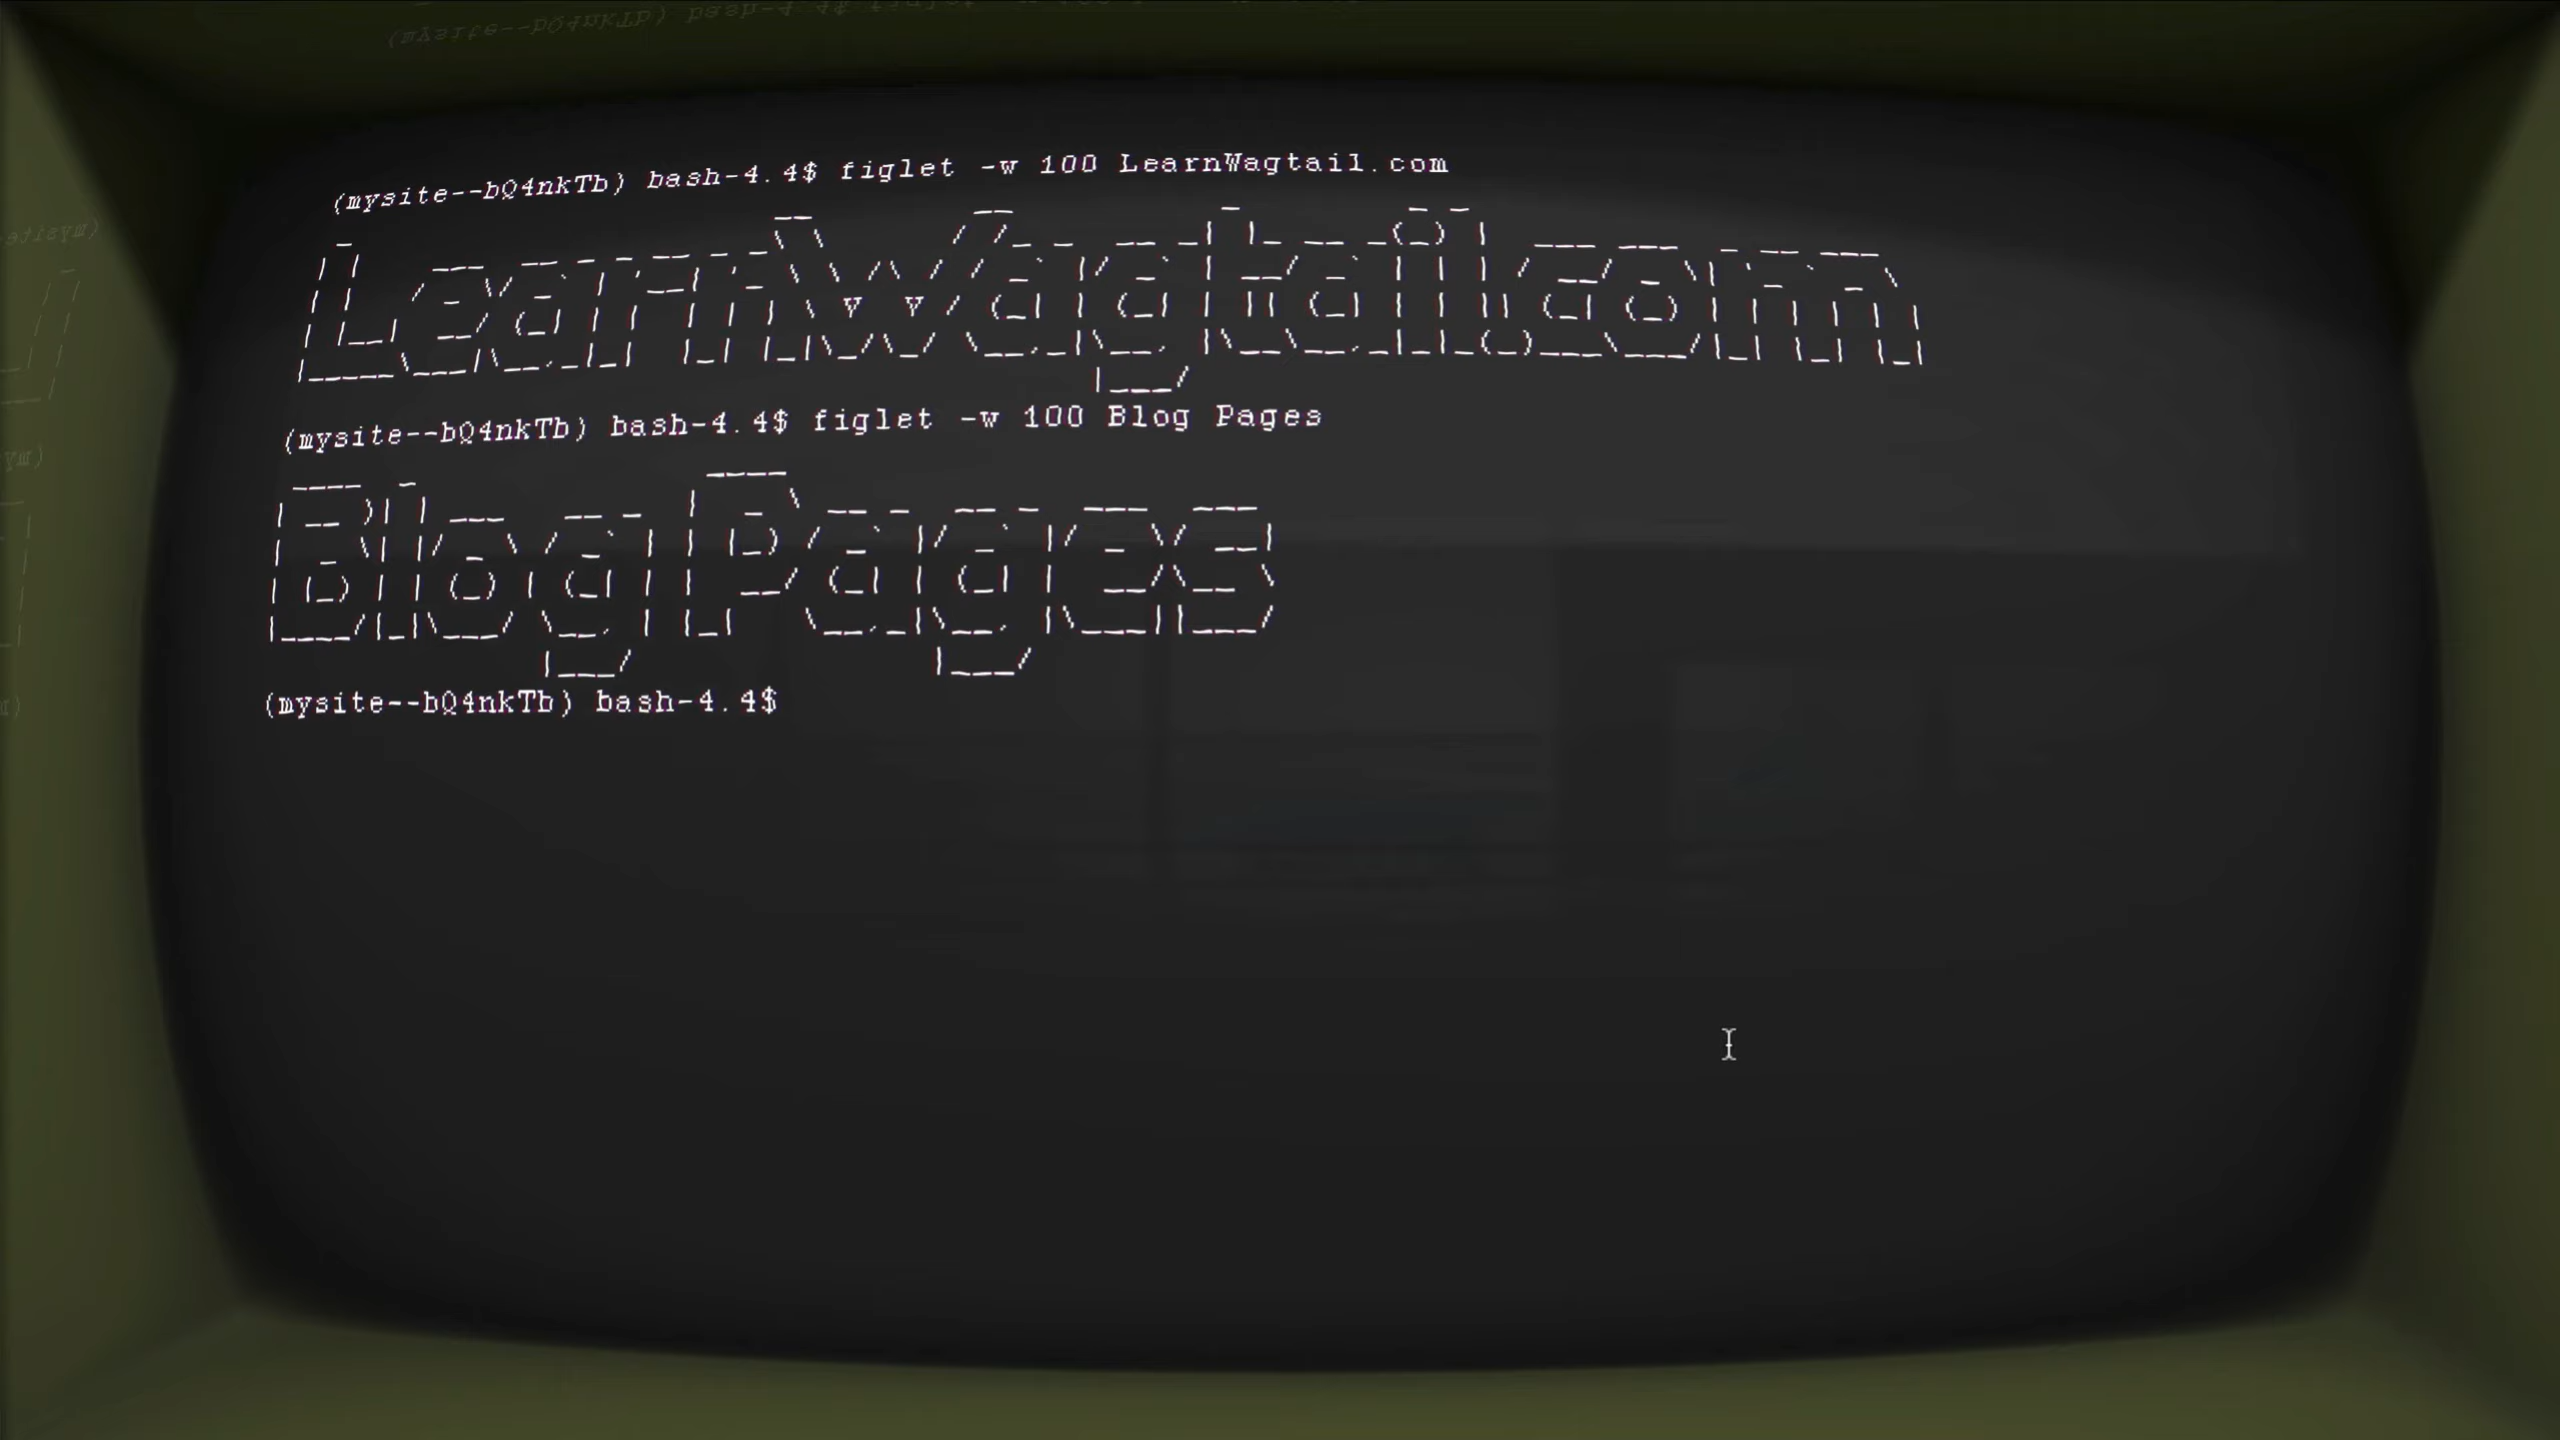 (mysite--bQ4nkTb) bash-4.4$ figlet -w 100 LearnWagtail.com
LearnWagtail.com
(mysite--bQ4nkTb) bash-4.4$ figlet -w 100 Blog Pages
Blog Pages
(mysite--bQ4nkTb) bash-4.4$